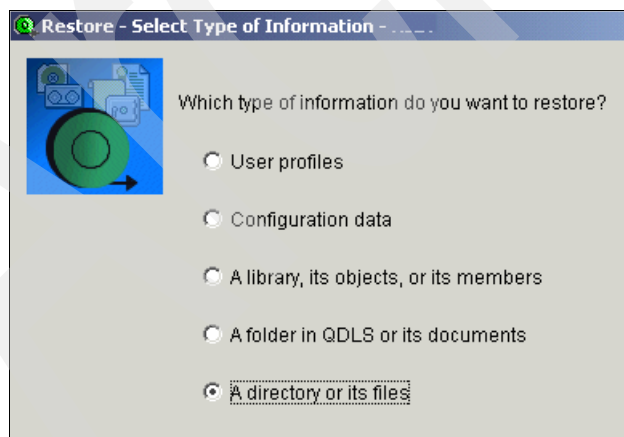 Restore - Select Type of Information -
Which type of information do you want to restore?
User profiles
Configuration data
A library, its objects, or its members
A folder in QDLS or its documents
A directory or its files